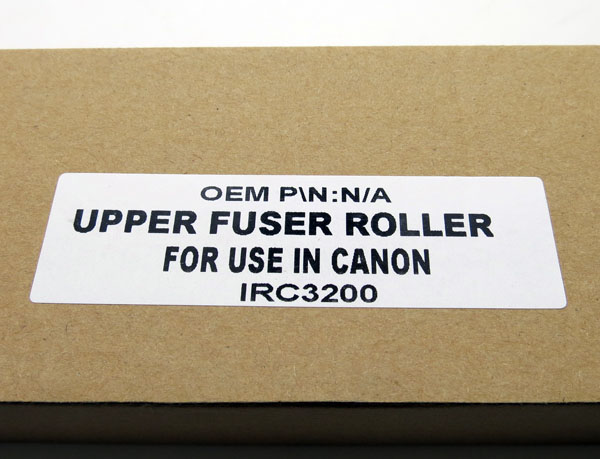 OEM P\N:N/A
UPPER FUSER ROLLER
FOR USE IN CANON
IRC3200